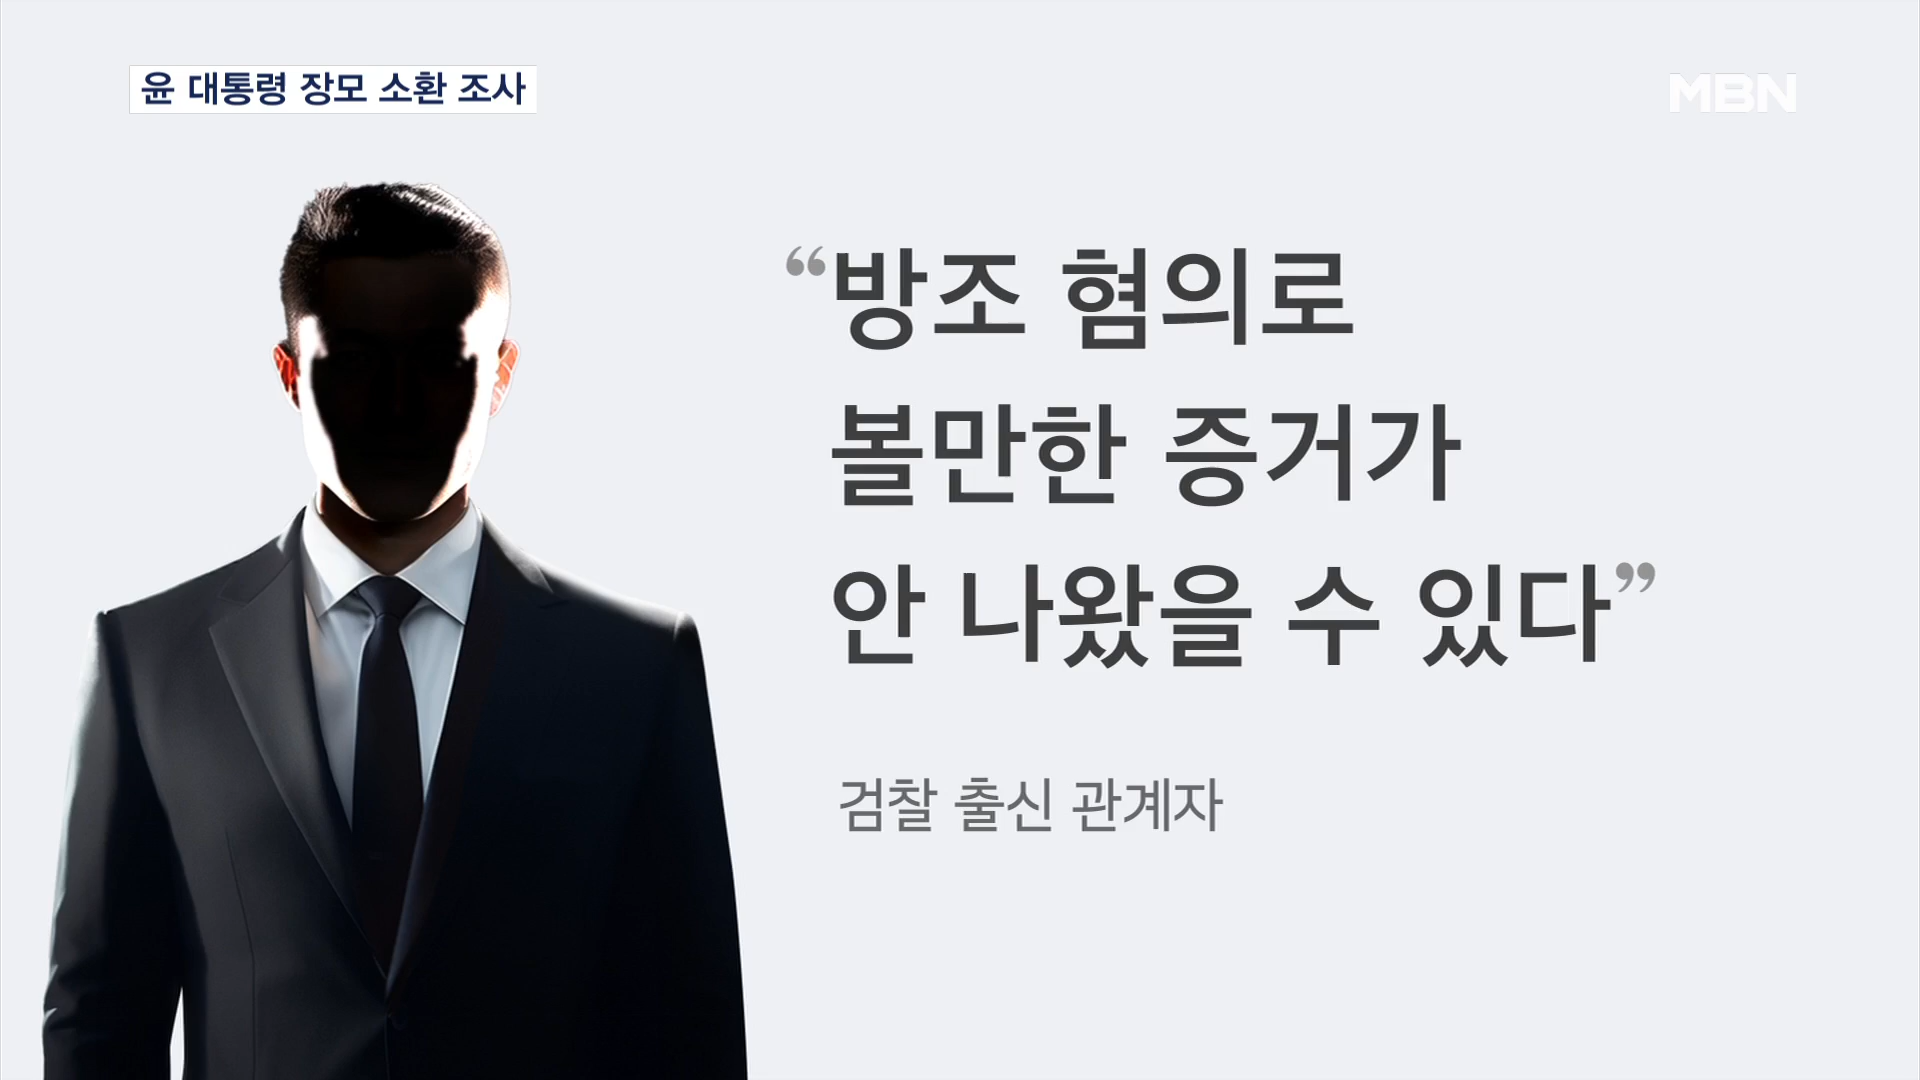 윤 대통령 장모 소환 조사
MBN
“방조 혐의로
볼만한 증거가
안 나왔을 수 있다”
검찰 출신 관계자